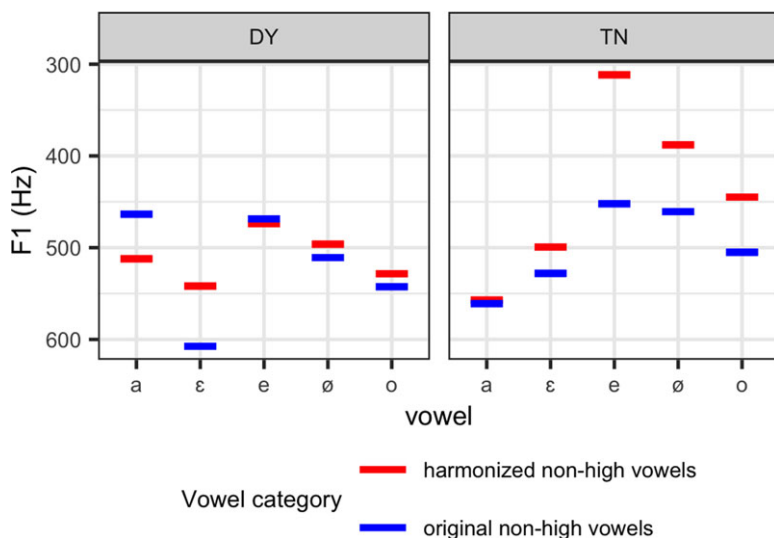 DY TN
300
400
500
600
F1 (Hz)
a ε e ø o a ε e ø o
vowel
Vowel category
harmonized non-high vowels
original non-high vowels